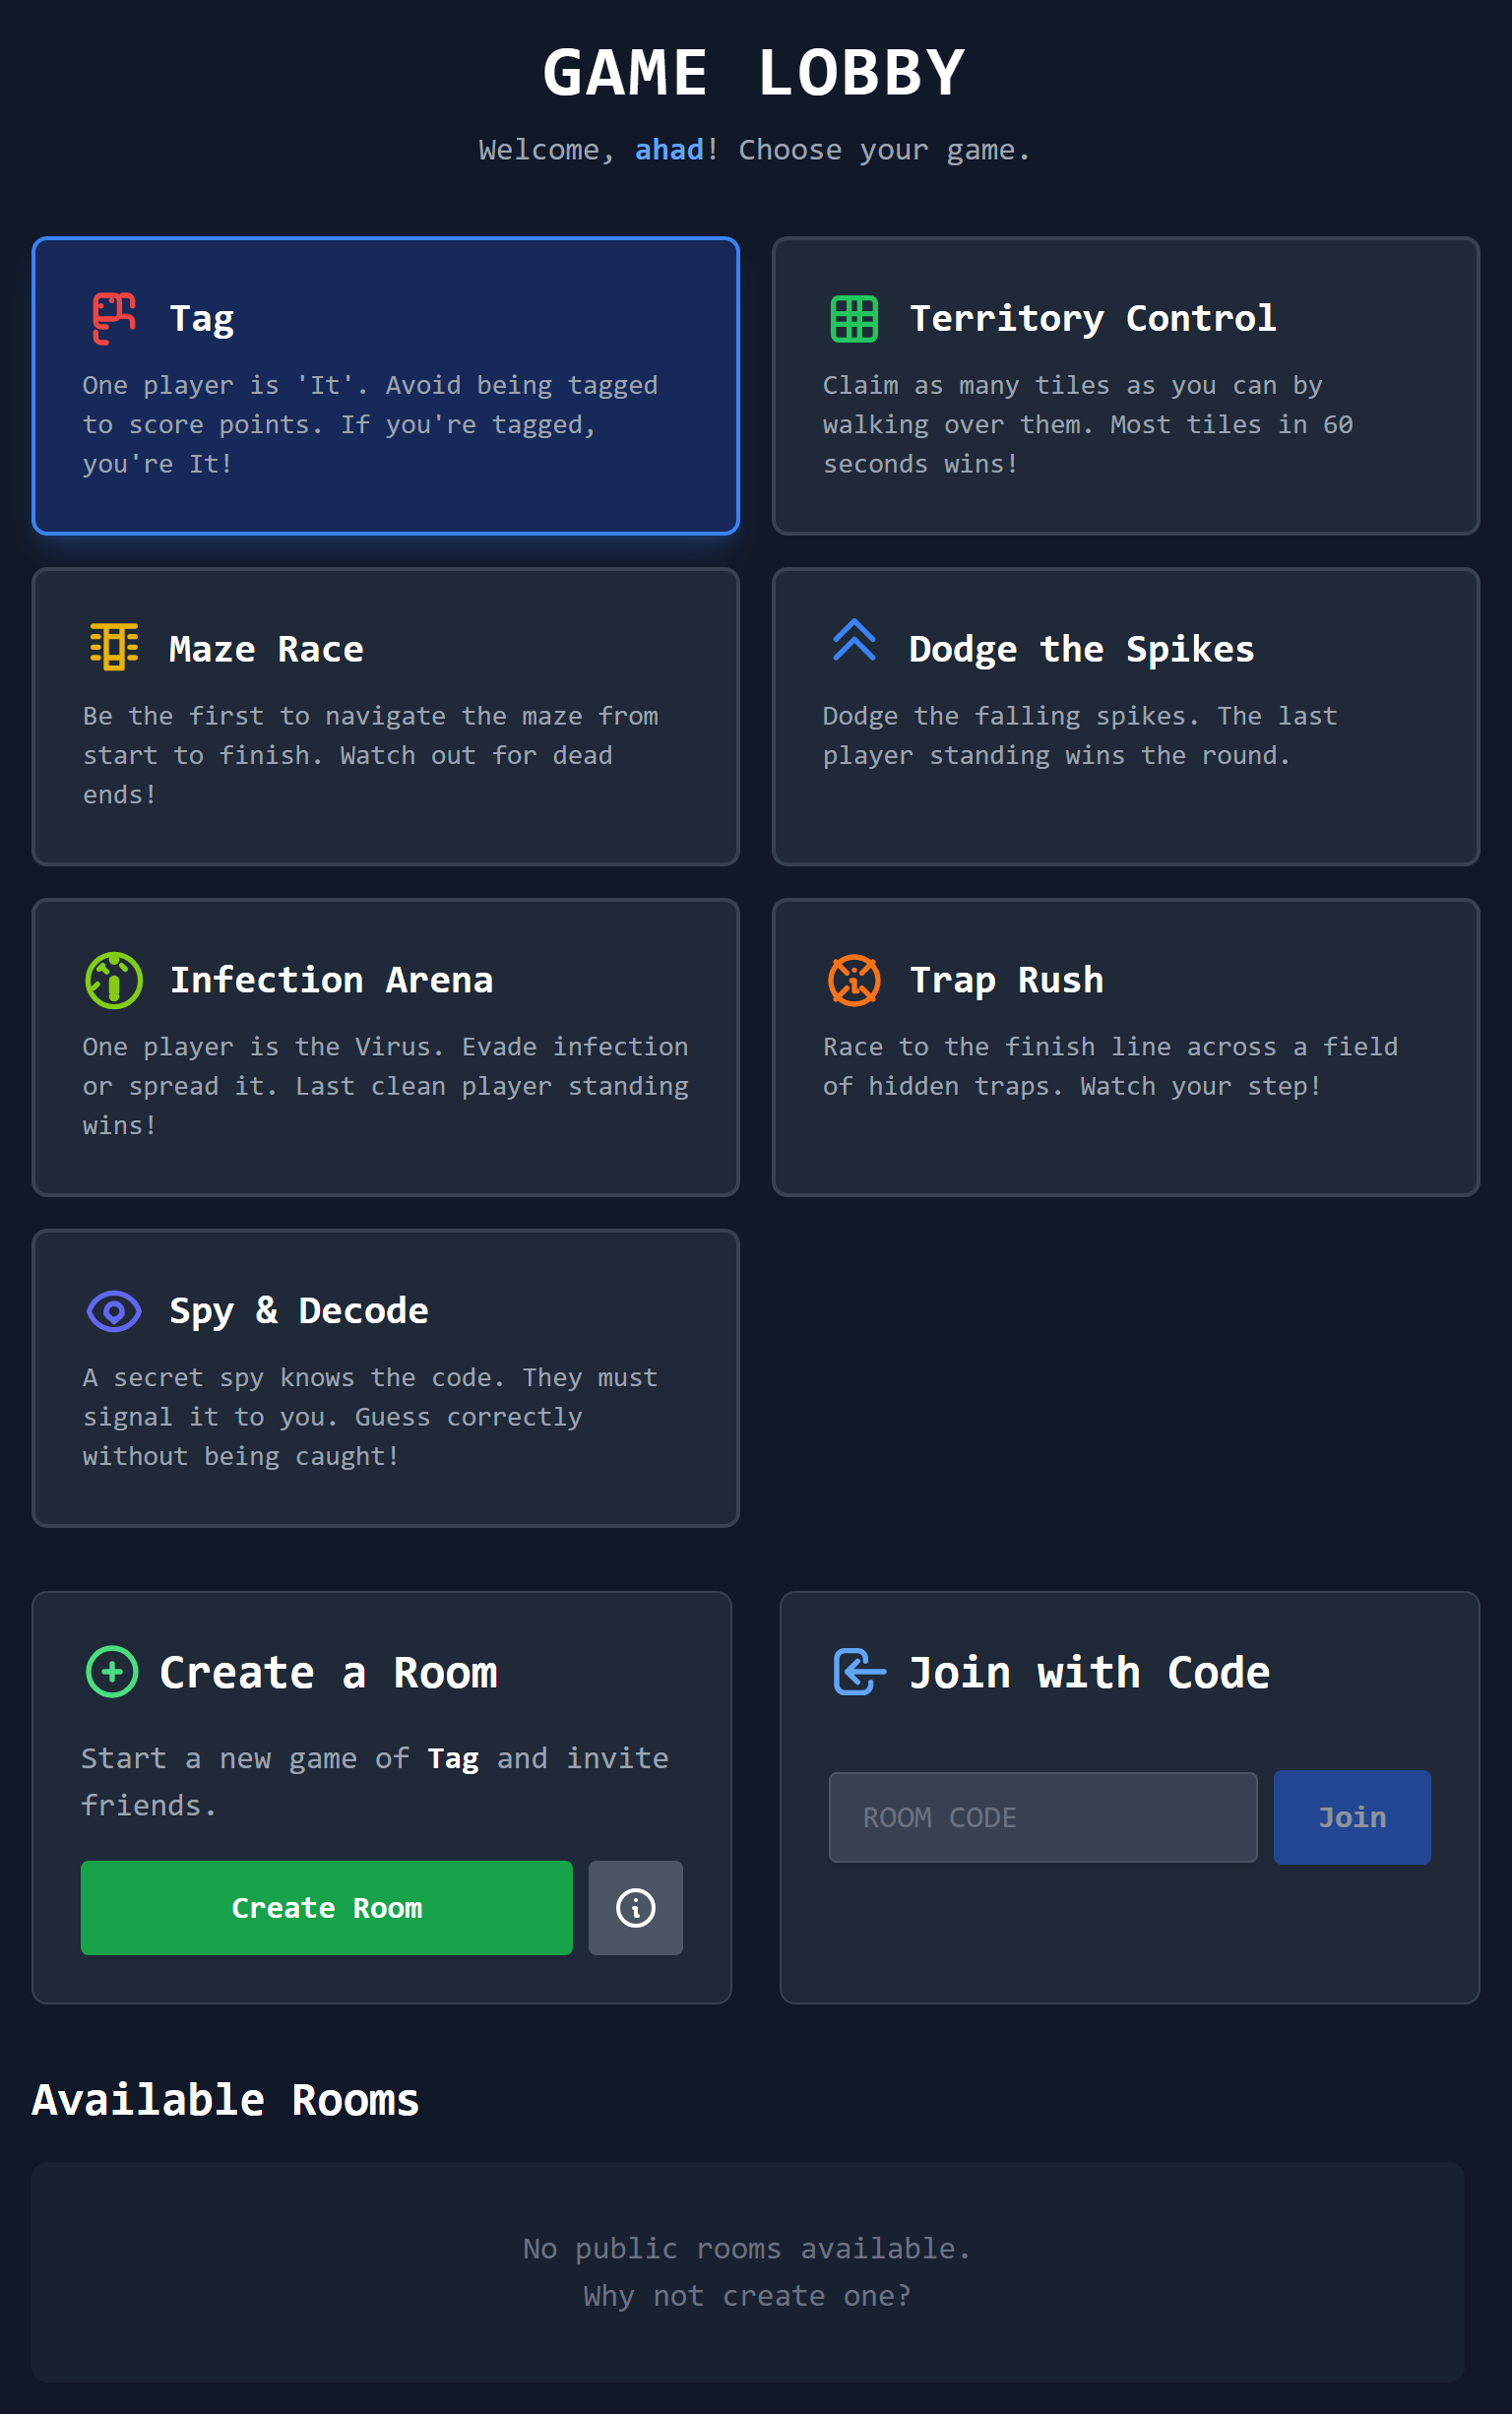 GAME LOBBY
Welcome, ahad! Choose your game.
Tag
One player is 'It'. Avoid being tagged
to score points. If you're tagged,
you're It!
Territory Control
Claim as many tiles as you can by
walking over them. Most tiles in 60
seconds wins!
Maze Race
Be the first to navigate the maze from
start to finish. Watch out for dead
ends!
Dodge the Spikes
Dodge the falling spikes. The last
player standing wins the round.
Infection Arena
One player is the Virus. Evade infection
or spread it. Last clean player standing
wins!
Trap Rush
Race to the finish line across a field
of hidden traps. Watch your step!
Spy & Decode
A secret spy knows the code. They must
signal it to you. Guess correctly
without being caught!
Create a Room
Start a new game of Tag and invite
friends.
Create Room
Join with Code
ROOM CODE
Join
Available Rooms
No public rooms available.
Why not create one?